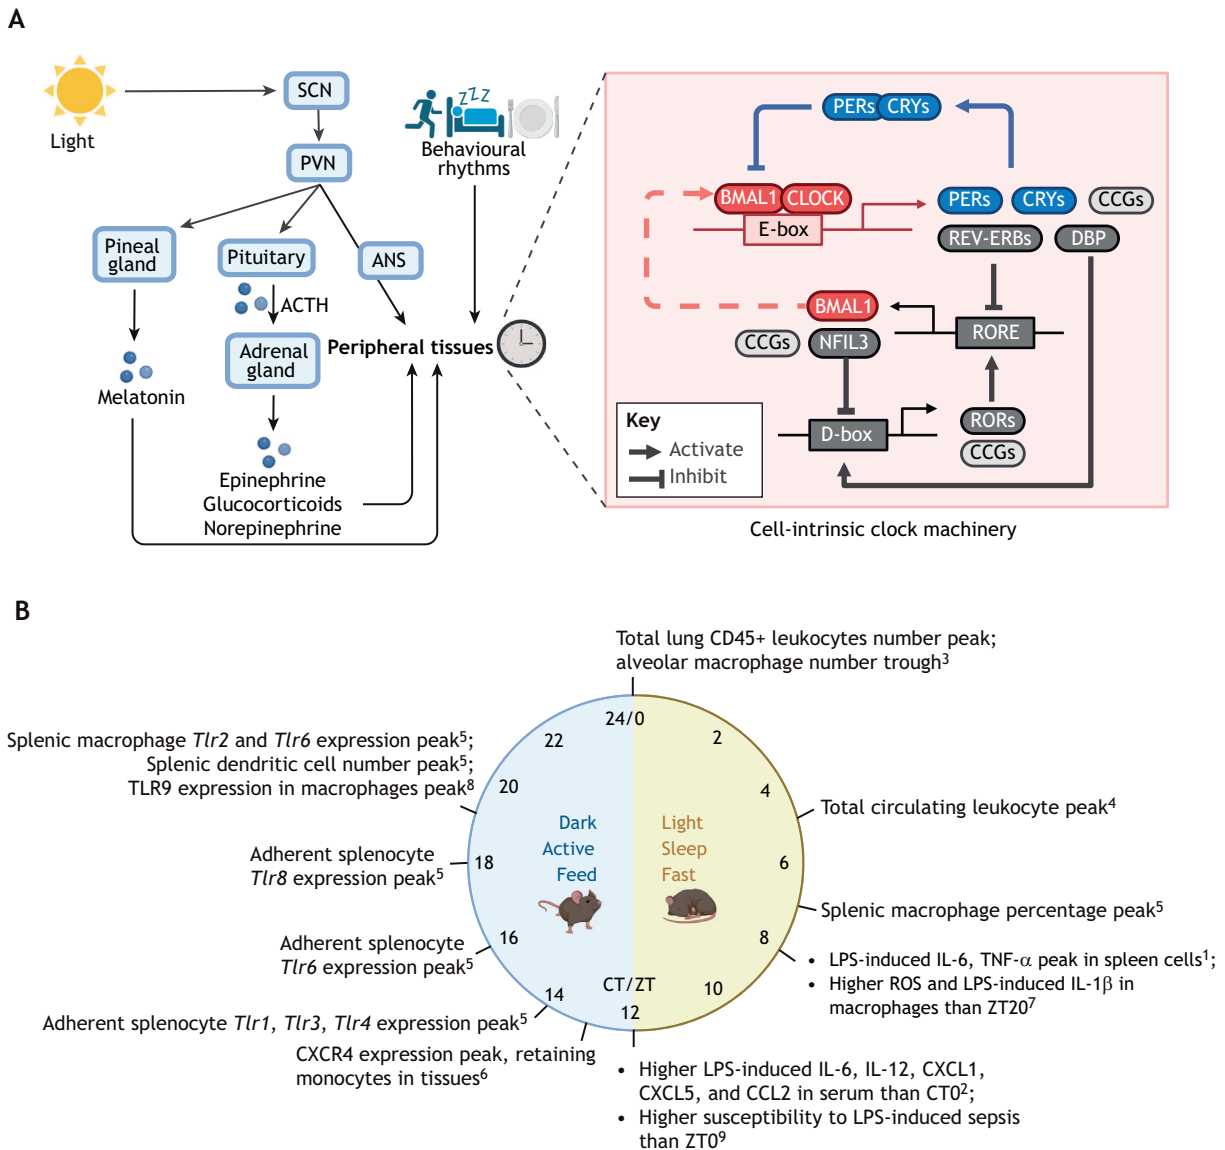 A
Light
SCN
PVN
Pineal
gland
Pituitary
ANS
ACTH
Adrenal
gland
Melatonin
Epinephrine
Glucocorticoids
Norepinephrine
ZZZ
Behavioural
rhythms
Peripheral tissues
PERs CRYs
BMAL1 CLOCK
E-box
PERs CRYs CCGs
REV-ERBs DBP
BMAL1
CCGs NFIL3
RORE
D-box
RORs
CCGs
Key
Activate
Inhibit
Cell-intrinsic clock machinery
B
Total lung CD45+ leukocytes number peak;
alveolar macrophage number trough³
Total circulating leukocyte peak⁴
Splenic macrophage percentage peak⁵
• LPS-induced IL-6, TNF-α peak in spleen cells¹;
• Higher ROS and LPS-induced IL-1β in
macrophages than ZT20⁷
• Higher LPS-induced IL-6, IL-12, CXCL1,
CXCL5, and CCL2 in serum than CT0²;
• Higher susceptibility to LPS-induced sepsis
than ZT0⁹
CXCR4 expression peak, retaining
monocytes in tissues⁶
Adherent splenocyte Tlr1, Tlr3, Tlr4 expression peak⁵
Adherent splenocyte
Tlr6 expression peak⁵
Adherent splenocyte
Tlr8 expression peak⁵
Splenic macrophage Tlr2 and Tlr6 expression peak⁵;
Splenic dendritic cell number peak⁵;
TLR9 expression in macrophages peak⁸
24/0
2
4
6
8
10
CT/ZT
12
14
16
18
20
22
Dark
Active
Feed
Light
Sleep
Fast